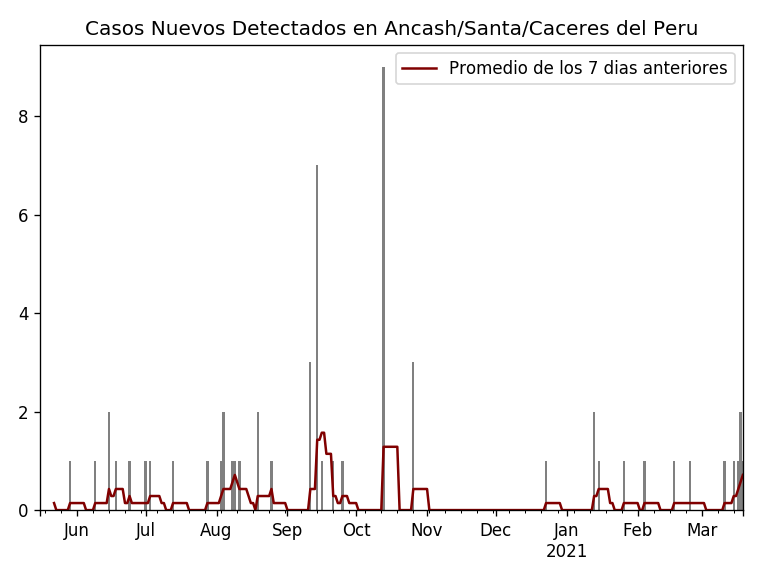 Casos Nuevos Detectados en Ancash/Santa/Caceres del Peru
Promedio de los 7 dias anteriores
8
6
4
2
0
Jun Jul Aug Sep Oct Nov Dec Jan Feb Mar
2021